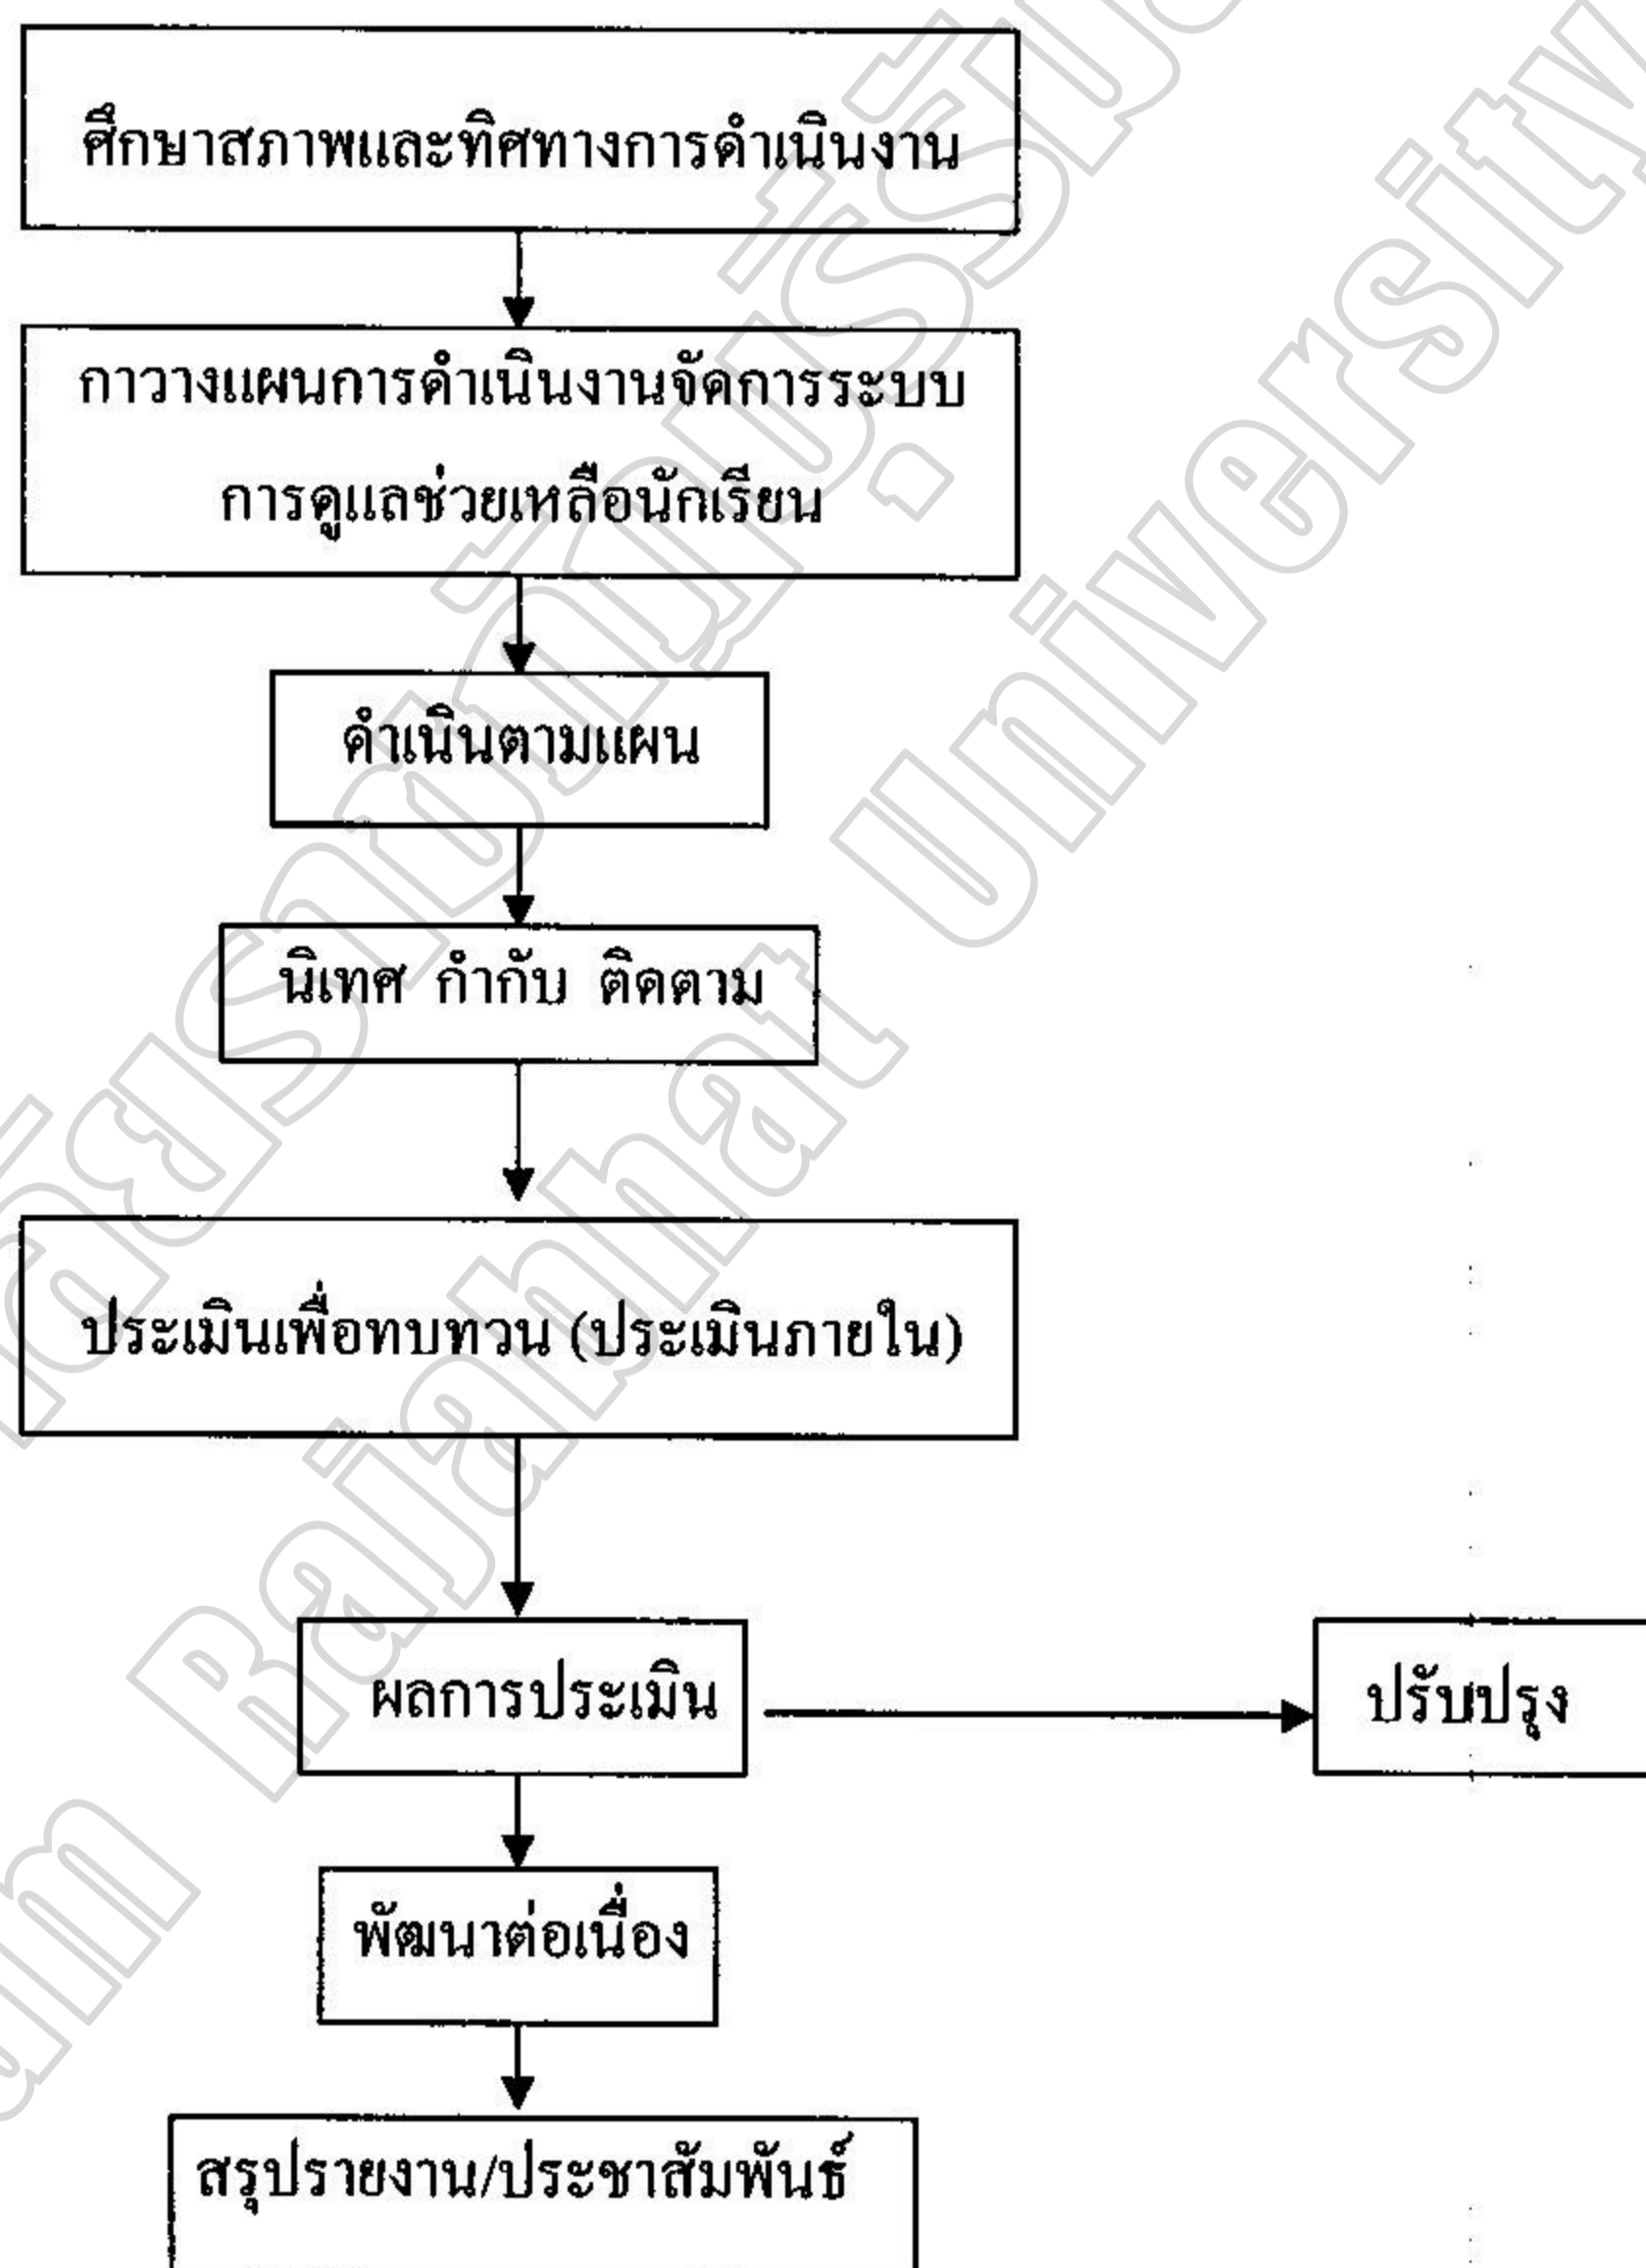 ศึกษาสภาพและทิศทางการดำเนินงาน
กาวางแผนการดำเนินงานจัดการระบบ
การดูแลช่วยเหลือนักเรียน
ดำเนินตามแผน
นิเทศ กำกับ ติดตาม
ประเมินเพื่อทบทวน (ประเมินภายใน)
ผลการประเมิน
ปรับปรุง
พัฒนาต่อเนื่อง
สรุปรายงาน/ประชาสัมพันธ์
Rajabhat University